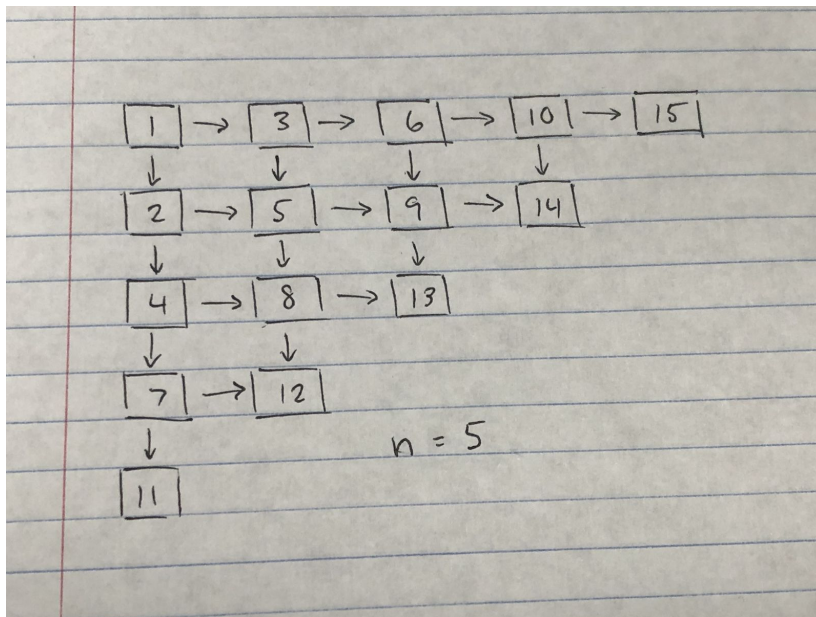 1 → 3 → 6 → 10 → 15
↓ ↓ ↓ ↓
2 → 5 → 9 → 14
↓ ↓ ↓
4 → 8 → 13
↓ ↓
7 → 12
n = 5
↓
11